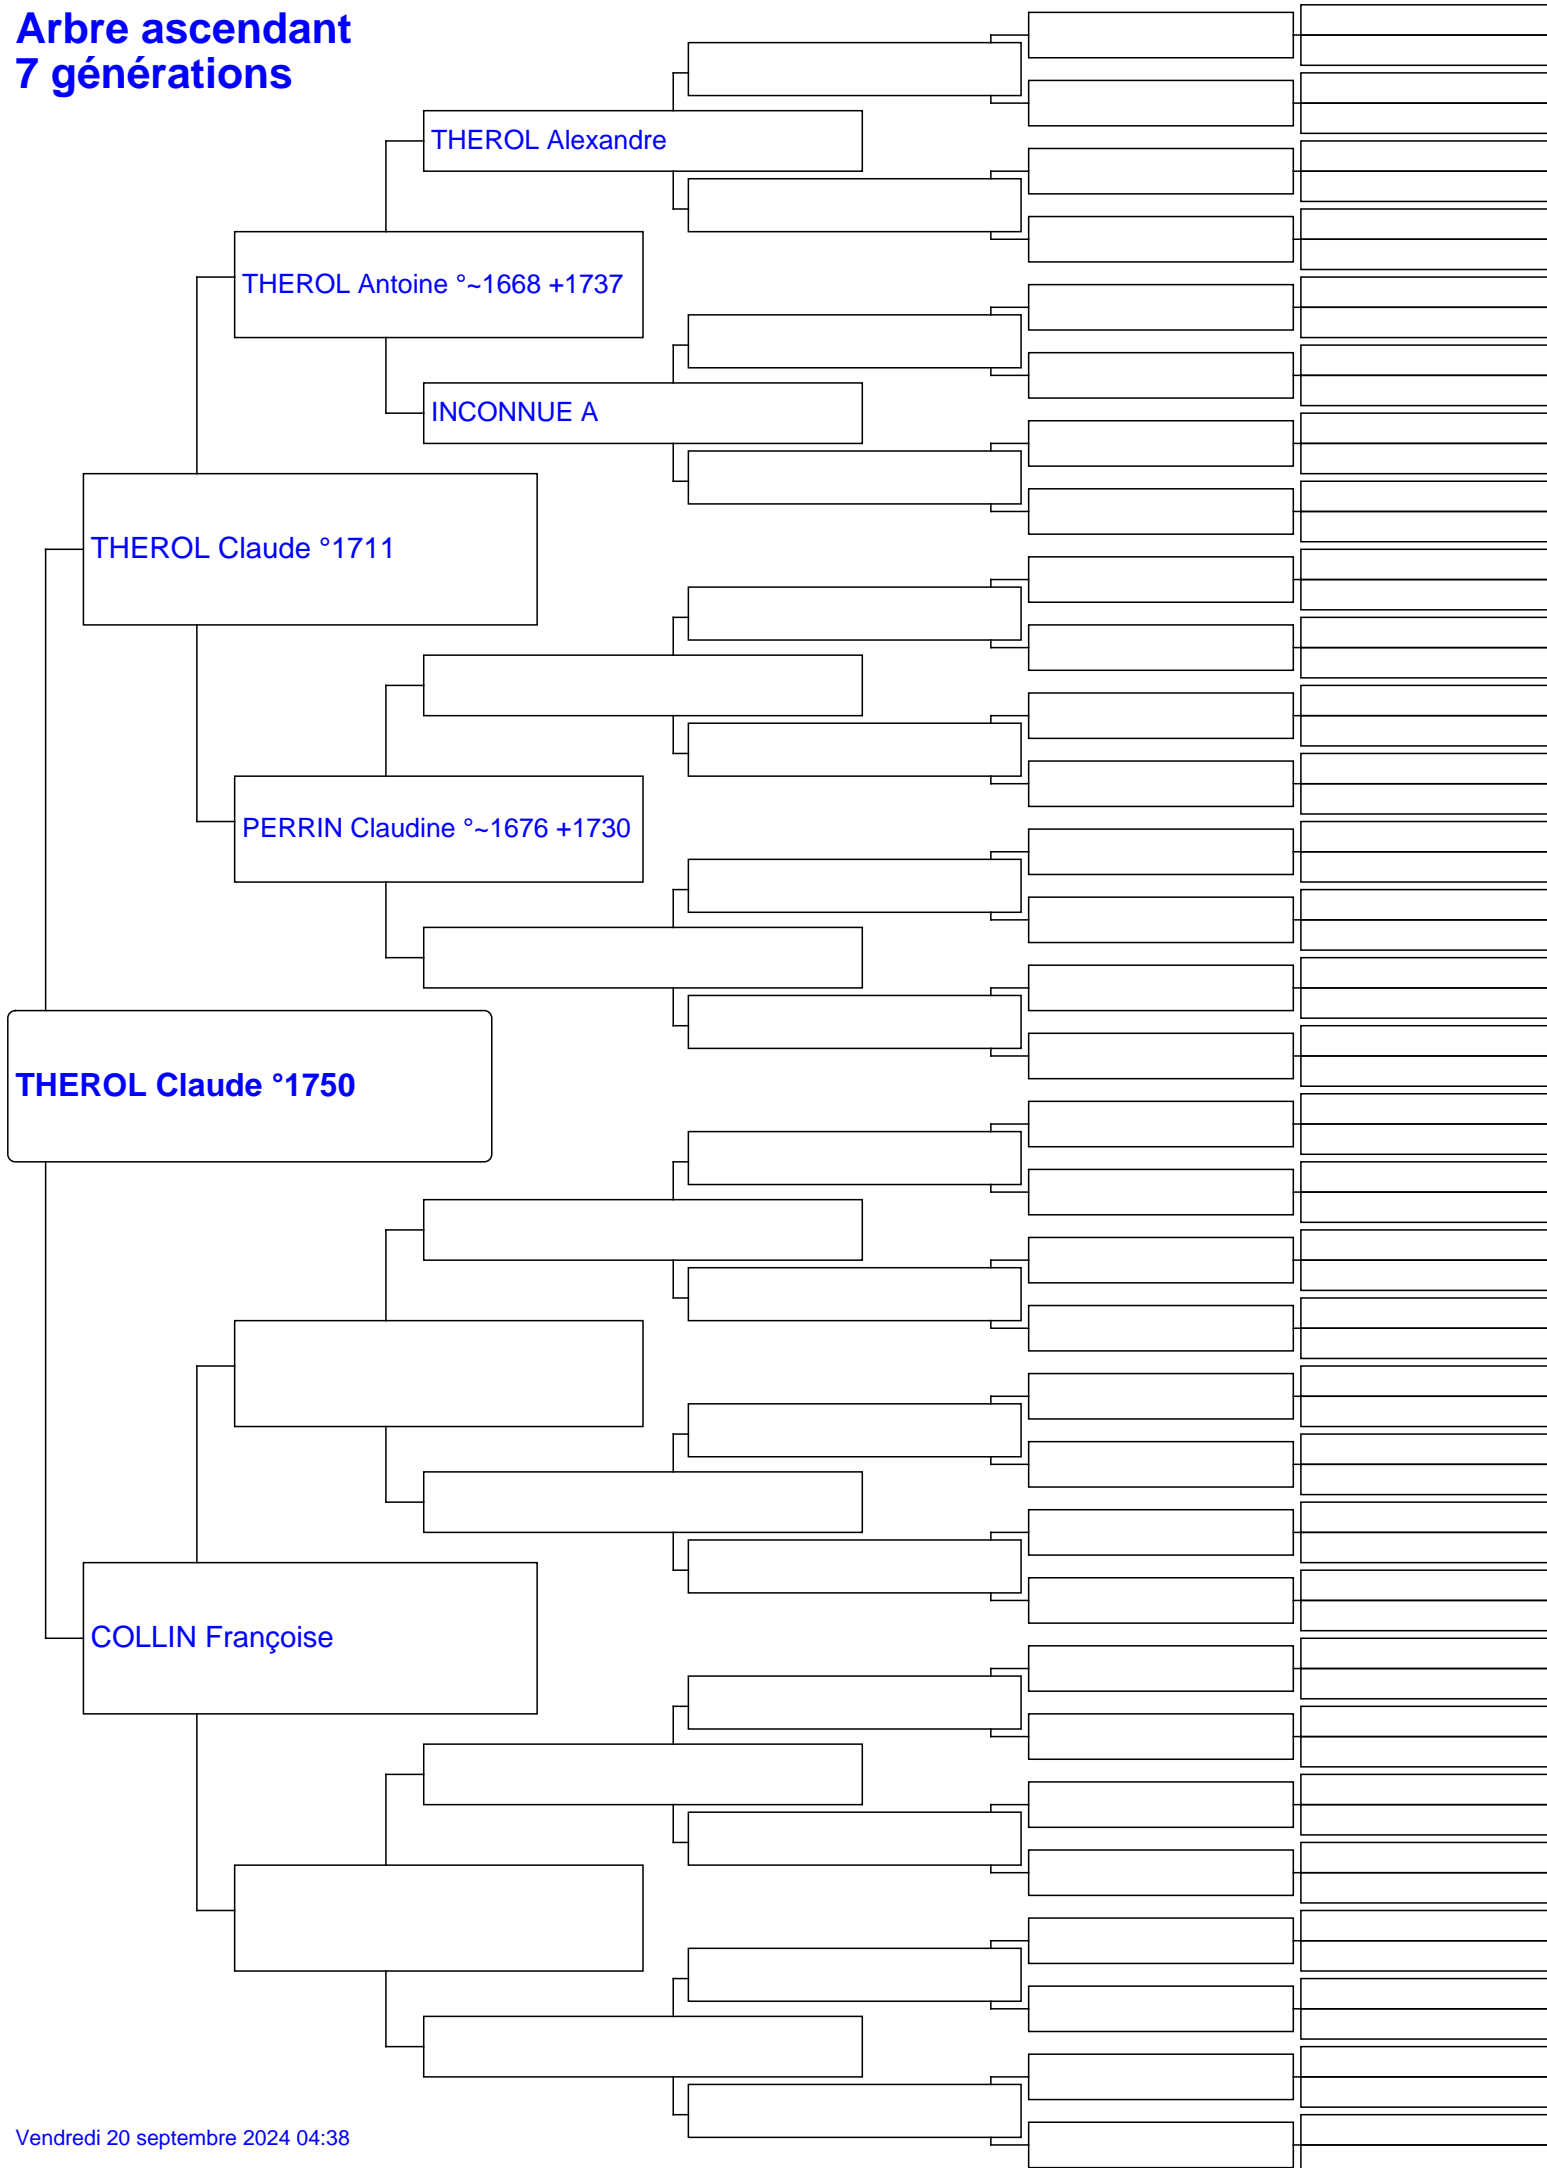 Arbre ascendant
7 générations
THEROL Alexandre
THEROL Antoine °~1668 +1737
INCONNUE A
THEROL Claude °1711
PERRIN Claudine °~1676 +1730
THEROL Claude °1750
COLLIN Françoise
Vendredi 20 septembre 2024 04:38